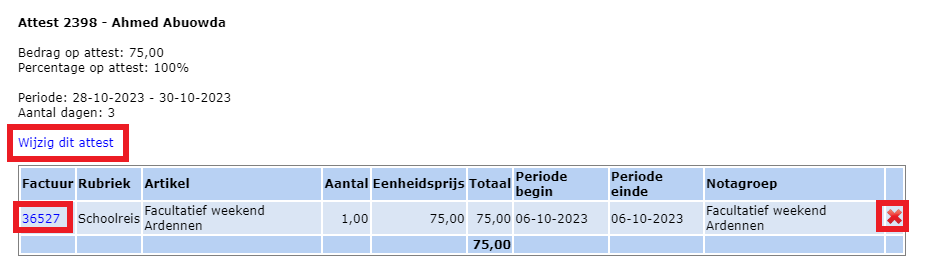 Attest 2398 - Ahmed Abuowda
Bedrag op attest: 75,00
Percentage op attest: 100%
Periode: 28-10-2023 - 30-10-2023
Aantal dagen: 3
Wijzig dit attest
Factuur Rubriek Artikel Aantal Eenheidsprijs Totaal Periode begin Periode einde Notagroep
36527 Schoolreis Facultatief weekend Ardennen 1,00 75,00 75,00 06-10-2023 06-10-2023 Facultatief weekend Ardennen
75,00